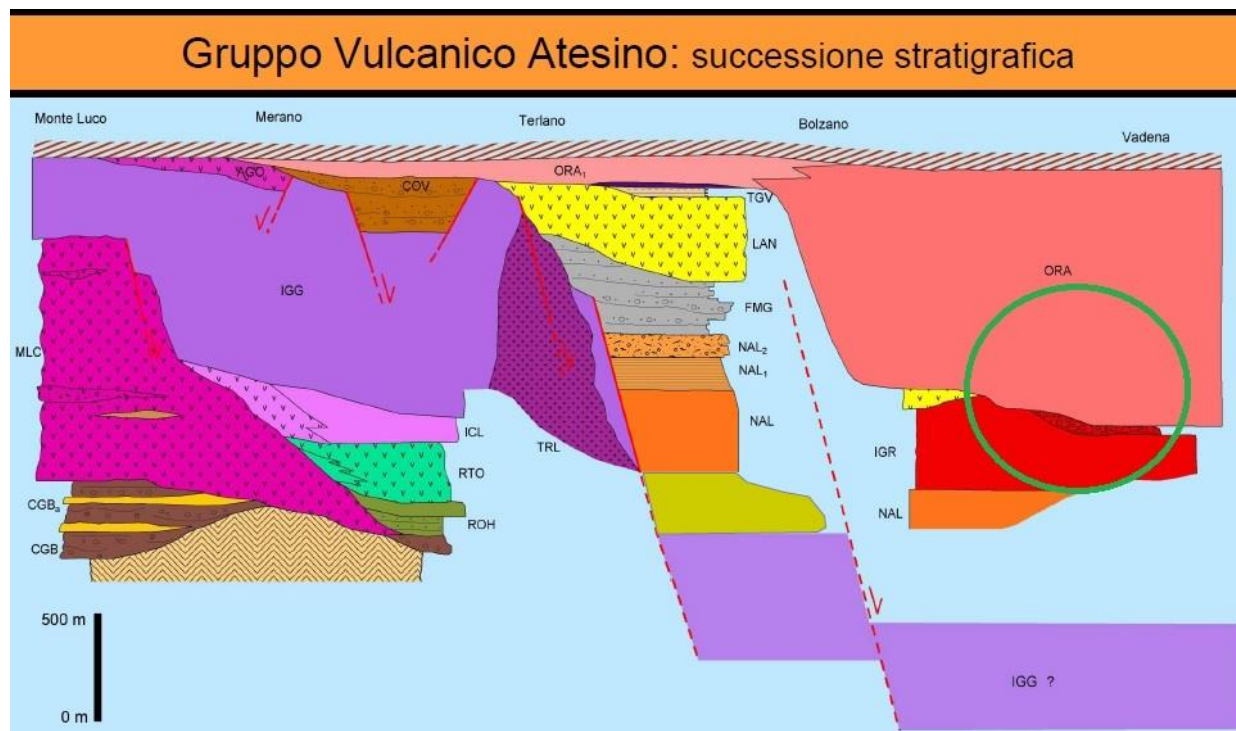 Gruppo Vulcanico Atesino: successione stratigrafica
Monte Luco
Merano
Terlano
Bolzano
Vadena
AGO
COV
ORA1
TGV
LAN
ORA
IGG
FMG
MLC
NAL2
NAL1
ICL
NAL
TRL
IGR
RTO
CGBa
ROH
NAL
CGB
500 m
0 m
IGG ?